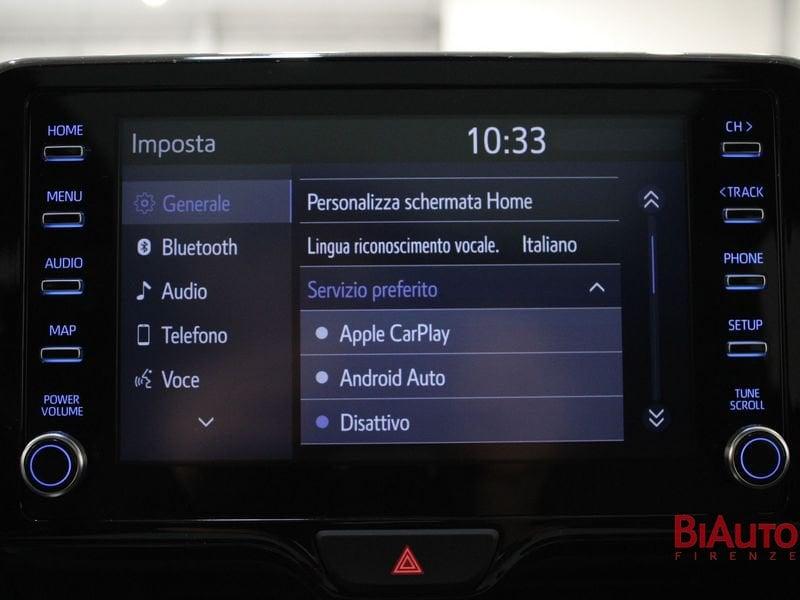 HOME
MENU
AUDIO
MAP
POWER
VOLUME
Imposta 10:33
Generale
Bluetooth
Audio
Telefono
Voce
Personalizza schermata Home
Lingua riconoscimento vocale. Italiano
Servizio preferito
Apple CarPlay
Android Auto
Disattivo
CH >
< TRACK
PHONE
SETUP
TUNE
SCROLL
BIAUTO
FIRENZE